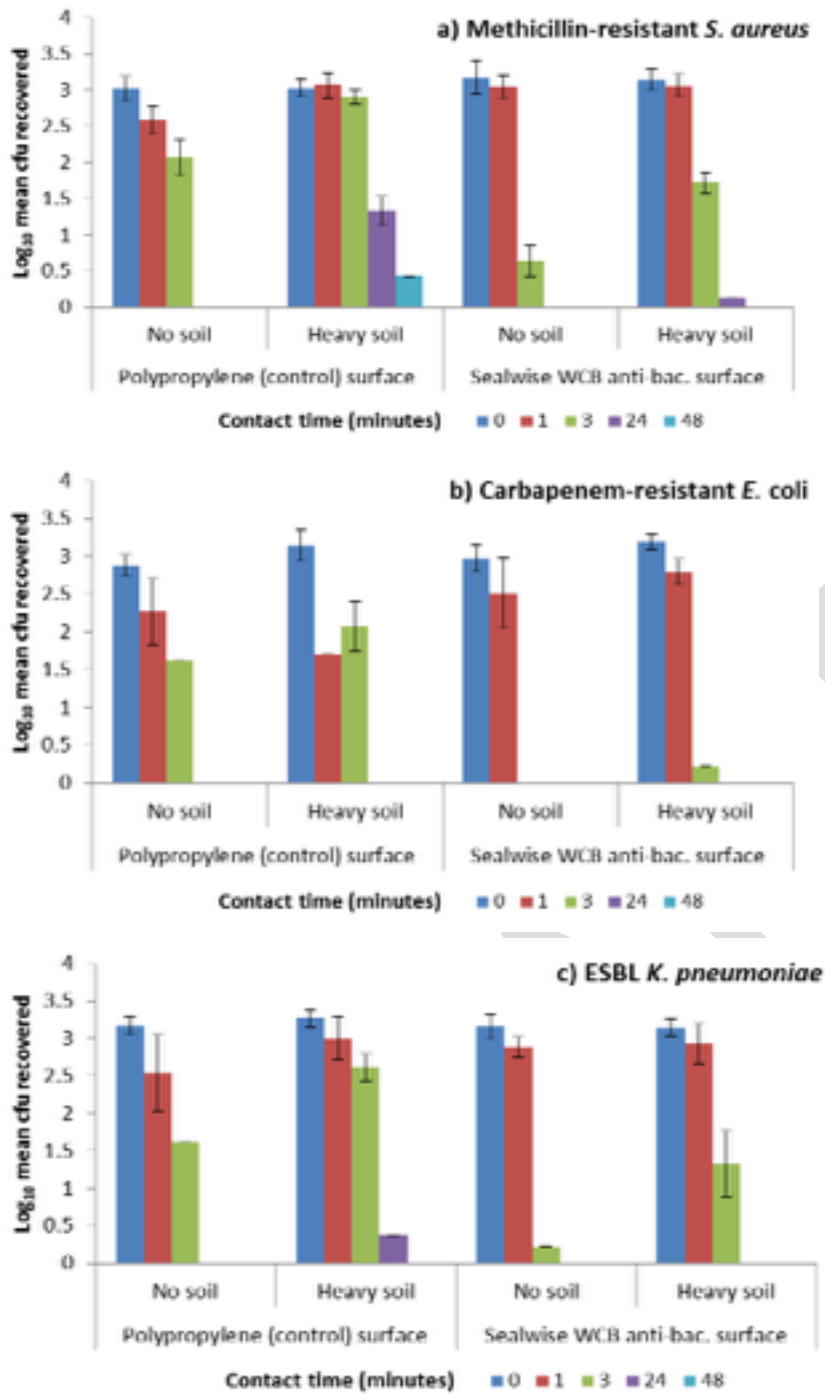 a) Methicillin-resistant S. aureus
Log10 mean cfu recovered
4
3.5
3
2.5
2
1.5
1
0.5
0
No soil Heavy soil No soil Heavy soil
Polypropylene (control) surface Sealwise WCB anti-bac. surface
Contact time (minutes) 0 1 3 24 48
b) Carbapenem-resistant E. coli
Log10 mean cfu recovered
4
3.5
3
2.5
2
1.5
1
0.5
0
No soil Heavy soil No soil Heavy soil
Polypropylene (control) surface Sealwise WCB anti-bac. surface
Contact time (minutes) 0 1 3 24 48
c) ESBL K. pneumoniae
Log10 mean cfu recovered
4
3.5
3
2.5
2
1.5
1
0.5
0
No soil Heavy soil No soil Heavy soil
Polypropylene (control) surface Sealwise WCB anti-bac. surface
Contact time (minutes) 0 1 3 24 48